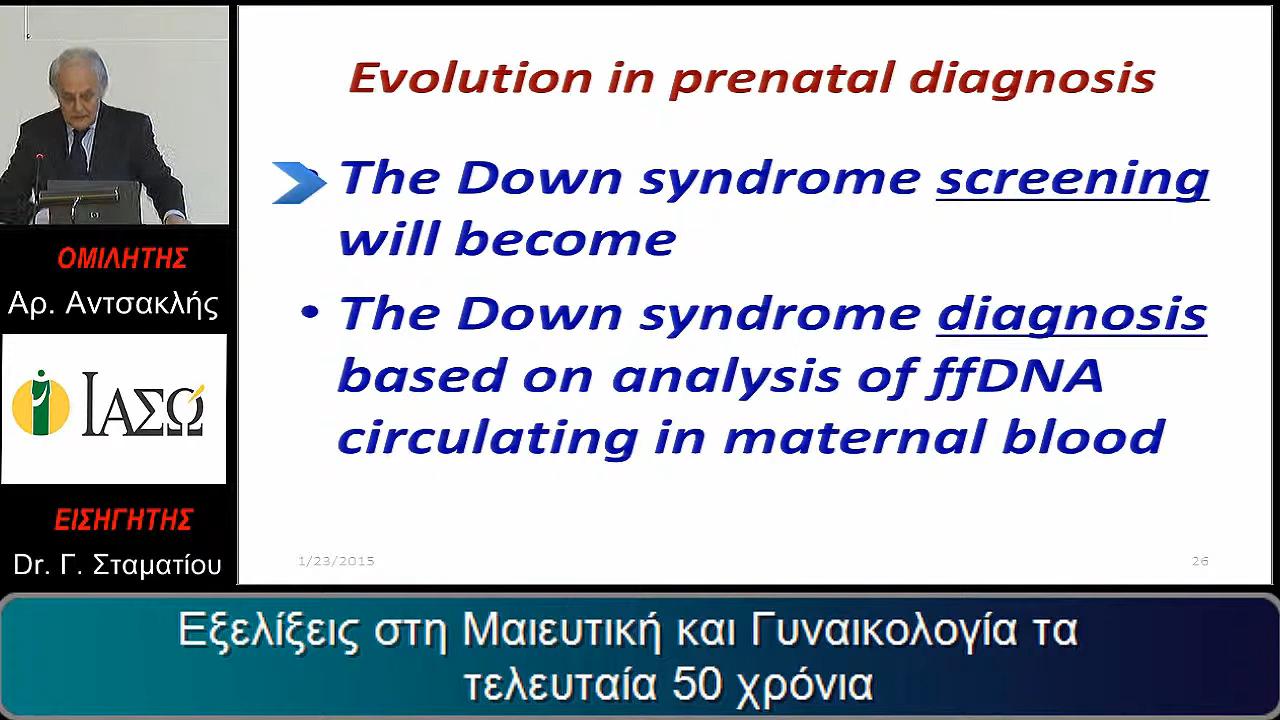 Evolution in prenatal diagnosis
• The Down syndrome screening
will become
• The Down syndrome diagnosis
based on analysis of ffDNA
circulating in maternal blood
1/23/2015
26
ΟΜΙΛΗΤΗΣ
Αρ. Αντσακλής
ΙΑΣΩ
ΕΙΣΗΓΗΤΗΣ
Dr. Γ. Σταματίου
Εξελίξεις στη Μαιευτική και Γυναικολογία τα
τελευταία 50 χρόνια